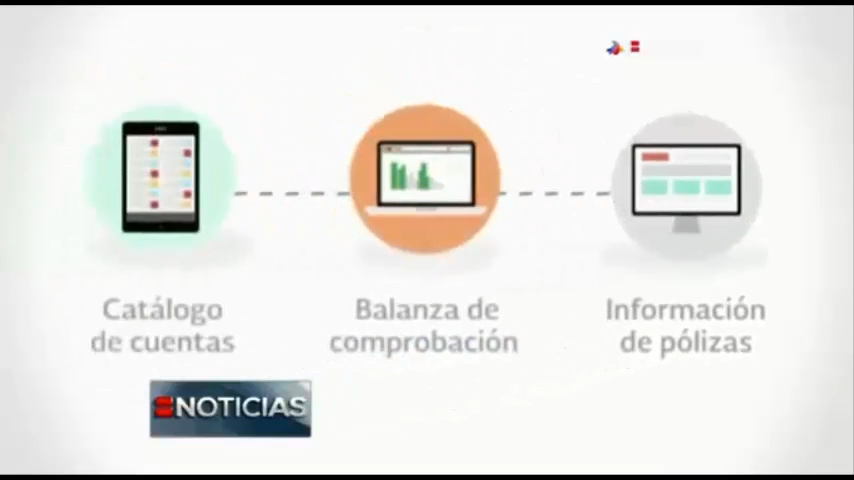 Catálogo
de cuentas
Balanza de
comprobación
Información
de pólizas
NOTICIAS